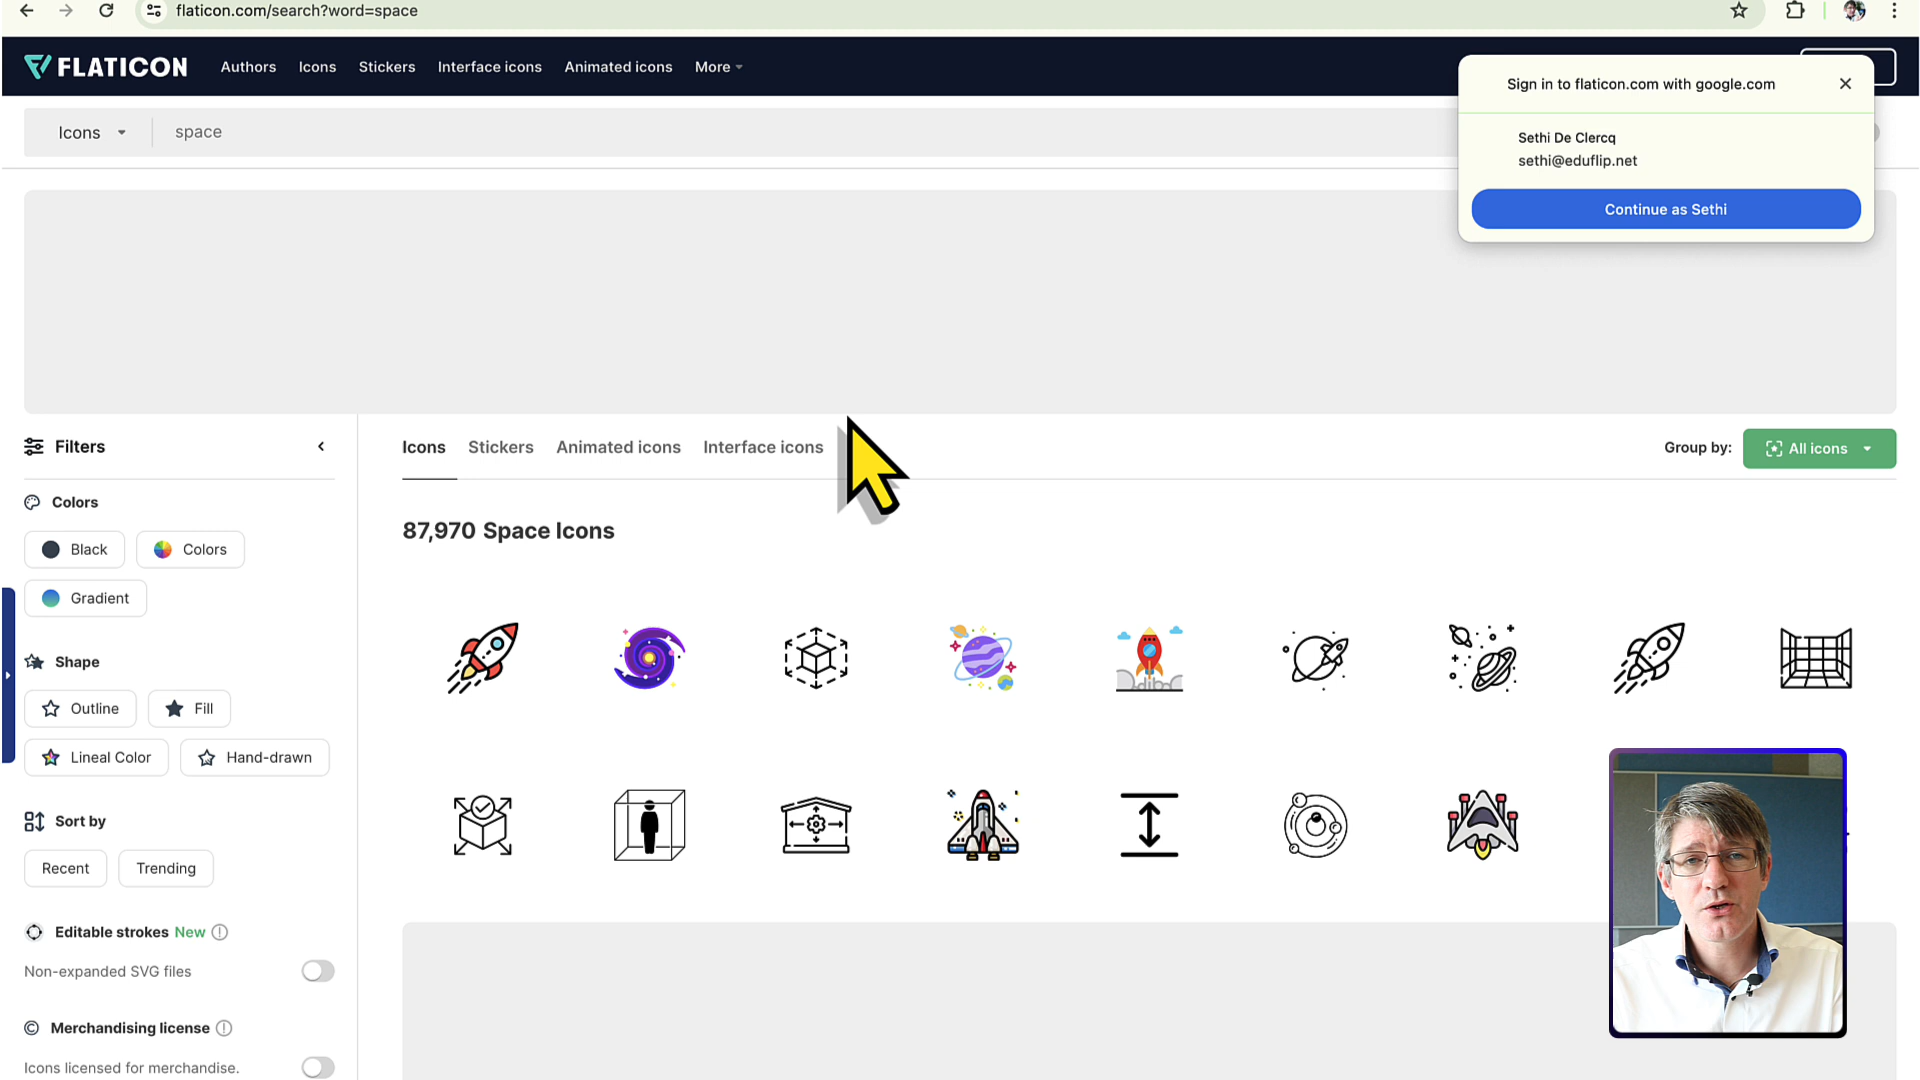 flaticon.com/search?word=space
FLATICON Authors Icons Stickers Interface icons Animated icons More
Sign in to flaticon.com with google.com
Sethi De Clercq
sethi@eduflip.net
Continue as Sethi
Icons space
Filters
Icons Stickers Animated icons Interface icons
Group by: All icons
Colors
Black Colors
Gradient
87,970 Space Icons
Shape
Outline Fill
Lineal Color Hand-drawn
Sort by
Recent Trending
Editable strokes New
Non-expanded SVG files
Merchandising license
Icons licensed for merchandise.